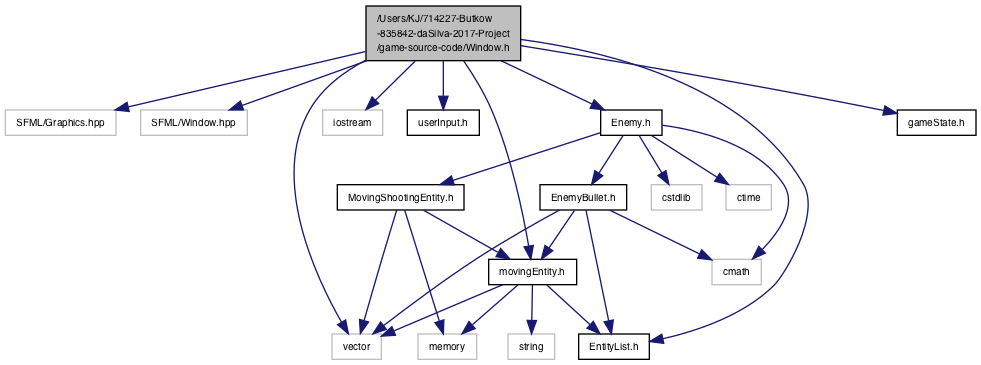 /Users/KJ/714227-Butkow
-835842-daSilva-2017-Project
/game-source-code/Window.h
SFML/Graphics.hpp
SFML/Window.hpp
iostream
userInput.h
Enemy.h
gameState.h
MovingShootingEntity.h
EnemyBullet.h
cstdlib
ctime
movingEntity.h
cmath
vector
memory
string
EntityList.h